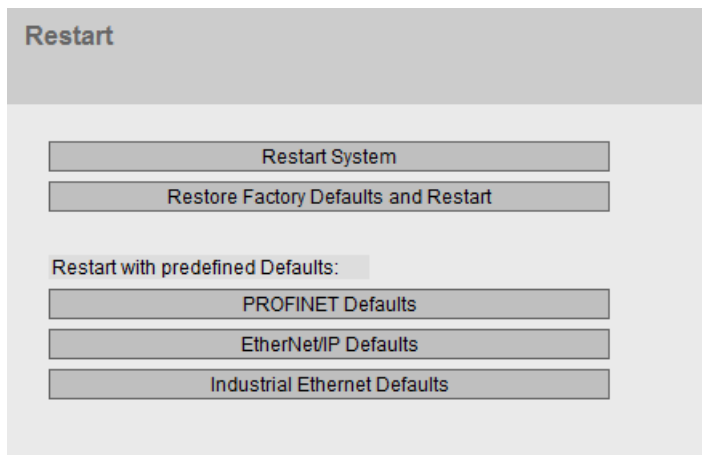 Restart
Restart System
Restore Factory Defaults and Restart
Restart with predefined Defaults:
PROFINET Defaults
EtherNet/IP Defaults
Industrial Ethernet Defaults